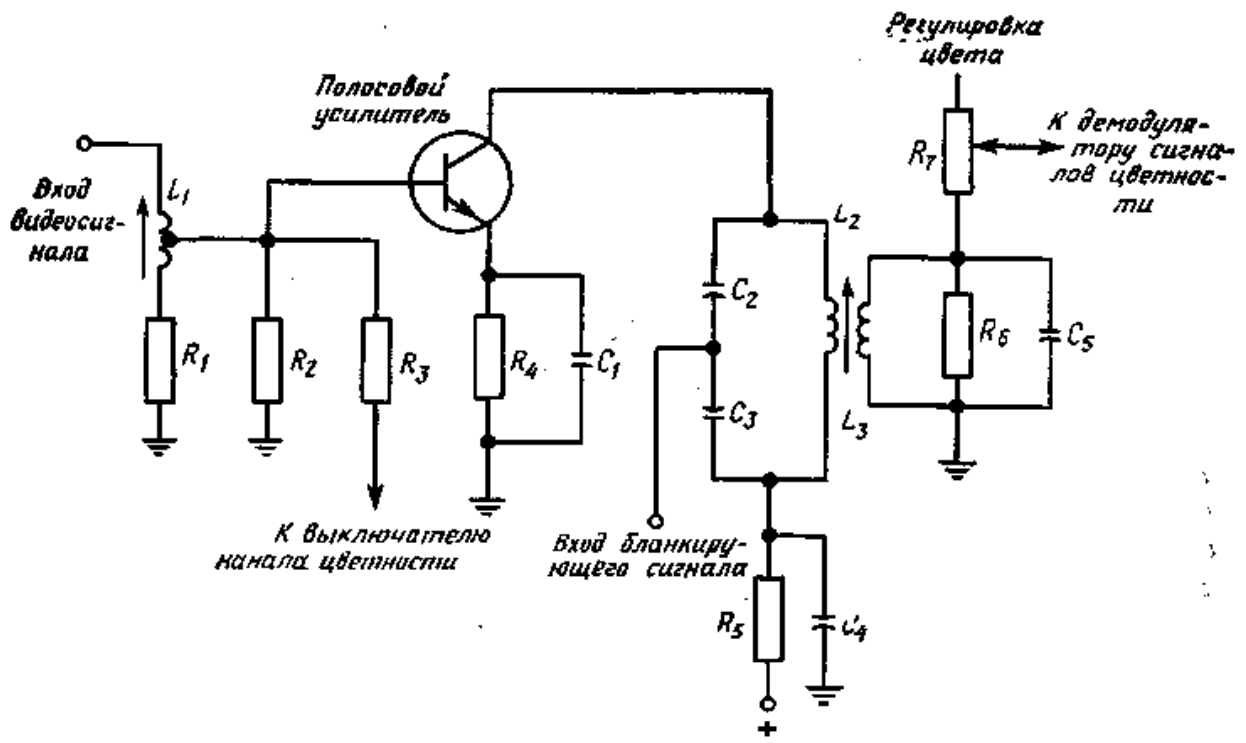 Регулировка
цвета
Полосовой
усилитель
К демодуля-
тору сигна-
лов цветнос-
ти
R7
Вход
видеосиг-
нала
L1
L2
C2
R6
C5
R1
R2
R3
R4
C1
C3
L3
К выключателю
канала цветности
Вход бланкиру-
ющего сигнала
R5
C4
+